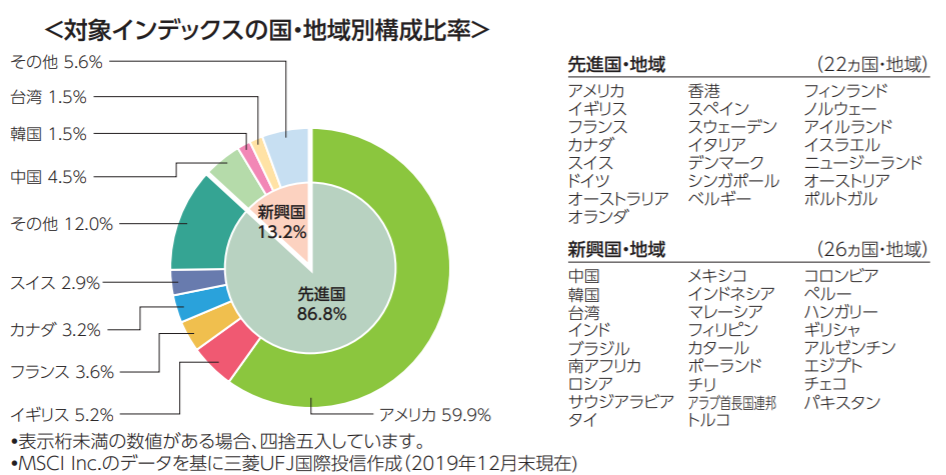 ＜対象インデックスの国・地域別構成比率＞
その他 5.6%
台湾 1.5%
韓国 1.5%
中国 4.5%
その他 12.0%
スイス 2.9%
カナダ 3.2%
フランス 3.6%
イギリス 5.2%
アメリカ 59.9%
新興国
13.2%
先進国
86.8%
•表示桁未満の数値がある場合、四捨五入しています。
•MSCI Inc.のデータを基に三菱UFJ国際投信作成（2019年12月末現在）
先進国・地域 （22ヵ国・地域）
アメリカ 香港 フィンランド
イギリス スペイン ノルウェー
フランス スウェーデン アイルランド
カナダ イタリア イスラエル
スイス デンマーク ニュージーランド
ドイツ シンガポール オーストリア
オーストラリア ベルギー ポルトガル
オランダ
新興国・地域 （26ヵ国・地域）
中国 メキシコ コロンビア
韓国 インドネシア ペルー
台湾 マレーシア ハンガリー
インド フィリピン ギリシャ
ブラジル カタール アルゼンチン
南アフリカ ポーランド エジプト
ロシア チリ チェコ
サウジアラビア アラブ首長国連邦 パキスタン
タイ トルコ